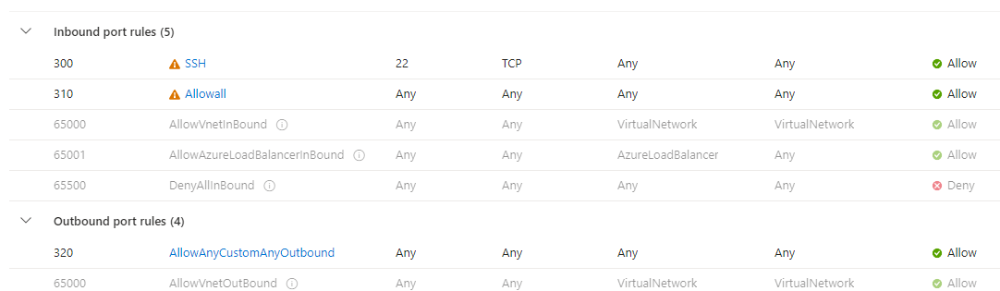 Inbound port rules (5)
300 SSH 22 TCP Any Any Allow
310 Allowall Any Any Any Any Allow
65000 AllowVnetInBound Any Any VirtualNetwork VirtualNetwork Allow
65001 AllowAzureLoadBalancerInBound Any Any AzureLoadBalancer Any Allow
65500 DenyAllInBound Any Any Any Any Deny
Outbound port rules (4)
320 AllowAnyCustomAnyOutbound Any Any Any Any Allow
65000 AllowVnetOutBound Any Any VirtualNetwork VirtualNetwork Allow